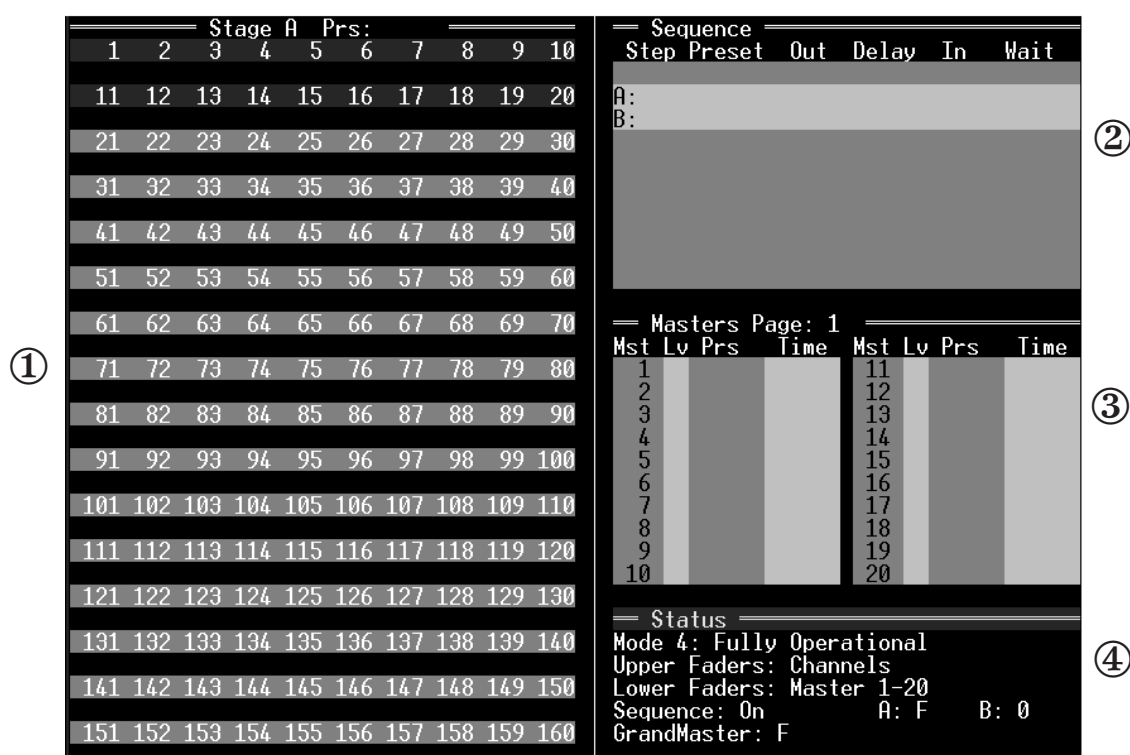 Stage A Prs:
1 2 3 4 5 6 7 8 9 10
11 12 13 14 15 16 17 18 19 20
21 22 23 24 25 26 27 28 29 30
31 32 33 34 35 36 37 38 39 40
41 42 43 44 45 46 47 48 49 50
51 52 53 54 55 56 57 58 59 60
61 62 63 64 65 66 67 68 69 70
71 72 73 74 75 76 77 78 79 80
81 82 83 84 85 86 87 88 89 90
91 92 93 94 95 96 97 98 99 100
101 102 103 104 105 106 107 108 109 110
111 112 113 114 115 116 117 118 119 120
121 122 123 124 125 126 127 128 129 130
131 132 133 134 135 136 137 138 139 140
141 142 143 144 145 146 147 148 149 150
151 152 153 154 155 156 157 158 159 160
①
Sequence
Step Preset Out Delay In Wait
A:
B:
②
Masters Page: 1
Mst Lv Prs Time Mst Lv Prs Time
1 11
2 12
3 13
4 14
5 15
6 16
7 17
8 18
9 19
10 20
③
Status
Mode 4: Fully Operational
Upper Faders: Channels
Lower Faders: Master 1-20
Sequence: On A: F B: 0
GrandMaster: F
④